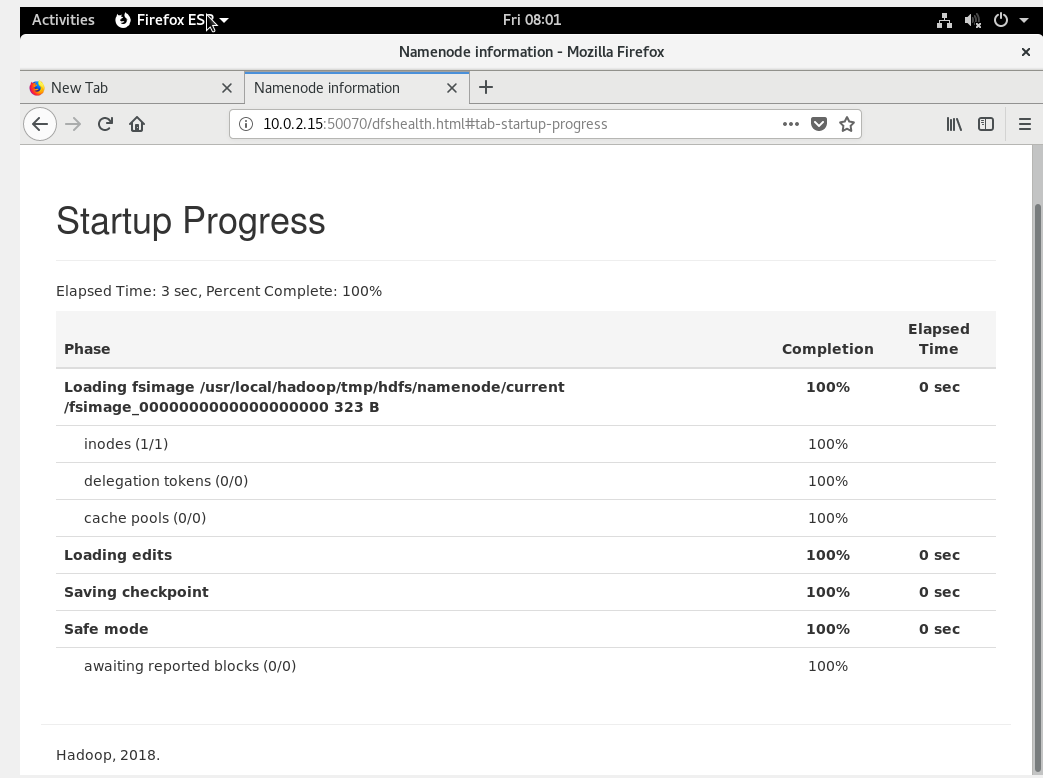 Activities Firefox ES Fri 08:01
Namenode information - Mozilla Firefox
New Tab Namenode information
10.0.2.15:50070/dfshealth.html#tab-startup-progress
Startup Progress
Elapsed Time: 3 sec, Percent Complete: 100%
Phase Completion Elapsed Time
Loading fsimage /usr/local/hadoop/tmp/hdfs/namenode/current 100% 0 sec
/fsimage_0000000000000000000 323 B
inodes (1/1) 100%
delegation tokens (0/0) 100%
cache pools (0/0) 100%
Loading edits 100% 0 sec
Saving checkpoint 100% 0 sec
Safe mode 100% 0 sec
awaiting reported blocks (0/0) 100%
Hadoop, 2018.